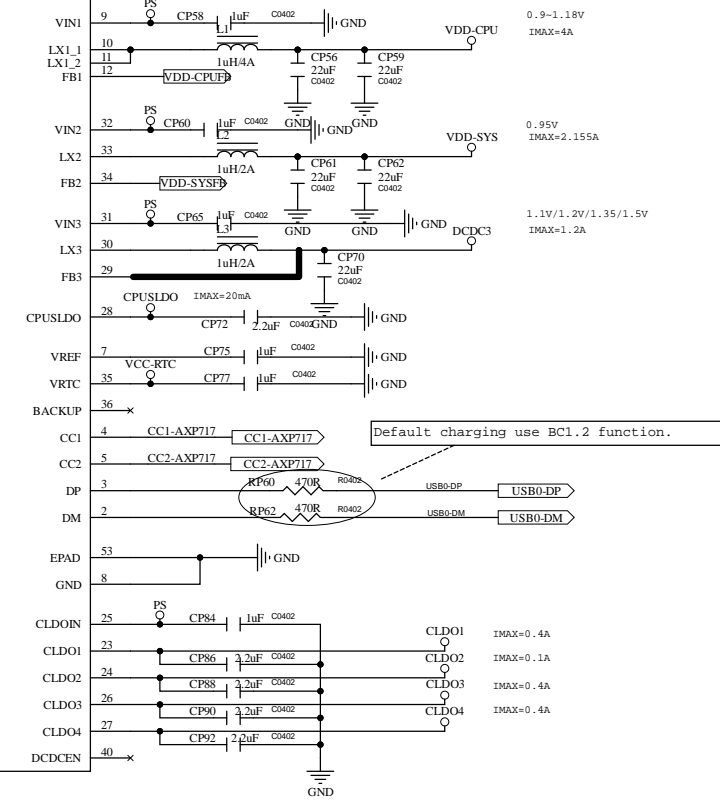 PS
VIN1 9 CP58 1uF C0402 GND 0.9~1.18V
L1 VDD-CPU IMAX=4A
LX1_1 10
LX1_2 11 1uH/4A CP56 CP59
22uF 22uF
FB1 12 VDD-CPUFB C0402 C0402
PS
VIN2 32 CP60 1uF C0402 GND GND GND 0.95V
L2 VDD-SYS IMAX=2.155A
LX2 33
1uH/2A CP61 CP62
22uF 22uF
FB2 34 VDD-SYSFB C0402 C0402
PS
VIN3 31 CP65 1uF C0402 GND 1.1V/1.2V/1.35/1.5V
L3 GND GND DCDC3 IMAX=1.2A
LX3 30
1uH/2A CP70
22uF
FB3 29 C0402
CPUSLDO IMAX=20mA
CPUSLDO 28 GND
CP72 2.2uF C0402 GND
VREF 7 CP75 1uF C0402 GND
VCC-RTC
VRTC 35 CP77 1uF C0402 GND
BACKUP 36
CC1 4 CC1-AXP717 CC1-AXP717
Default charging use BC1.2 function.
CC2 5 CC2-AXP717 CC2-AXP717
DP 3 RP60 470R R0402 USB0-DP USB0-DP
DM 2 RP62 470R R0402 USB0-DM USB0-DM
EPAD 53 GND
GND 8
PS
CLDOIN 25 CP84 1uF C0402
CLDO1 IMAX=0.4A
CLDO1 23
CP86 2.2uF C0402 CLDO2 IMAX=0.1A
CLDO2 24
CP88 2.2uF C0402 CLDO3 IMAX=0.4A
CLDO3 26
CP90 2.2uF C0402 CLDO4 IMAX=0.4A
CLDO4 27
CP92 2.2uF C0402
DCDCEN 40
GND